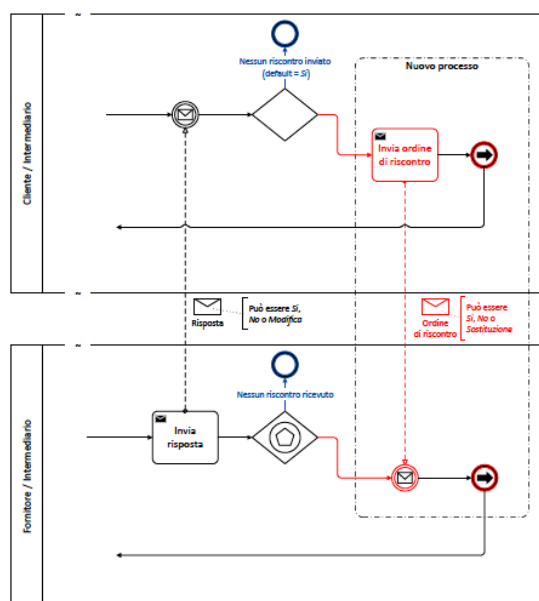 ~
~
Nessun riscontro inviato
(default = Sì)
Nuovo processo
Invia ordine
di riscontro
Cliente / Intermediario
~
~
Risposta
Può essere Sì,
No o Modifica
Ordine
di riscontro
Può essere
Sì, No o
Sostituzione
~
~
Nessun riscontro ricevuto
Invia
risposta
Fornitore / Intermediario